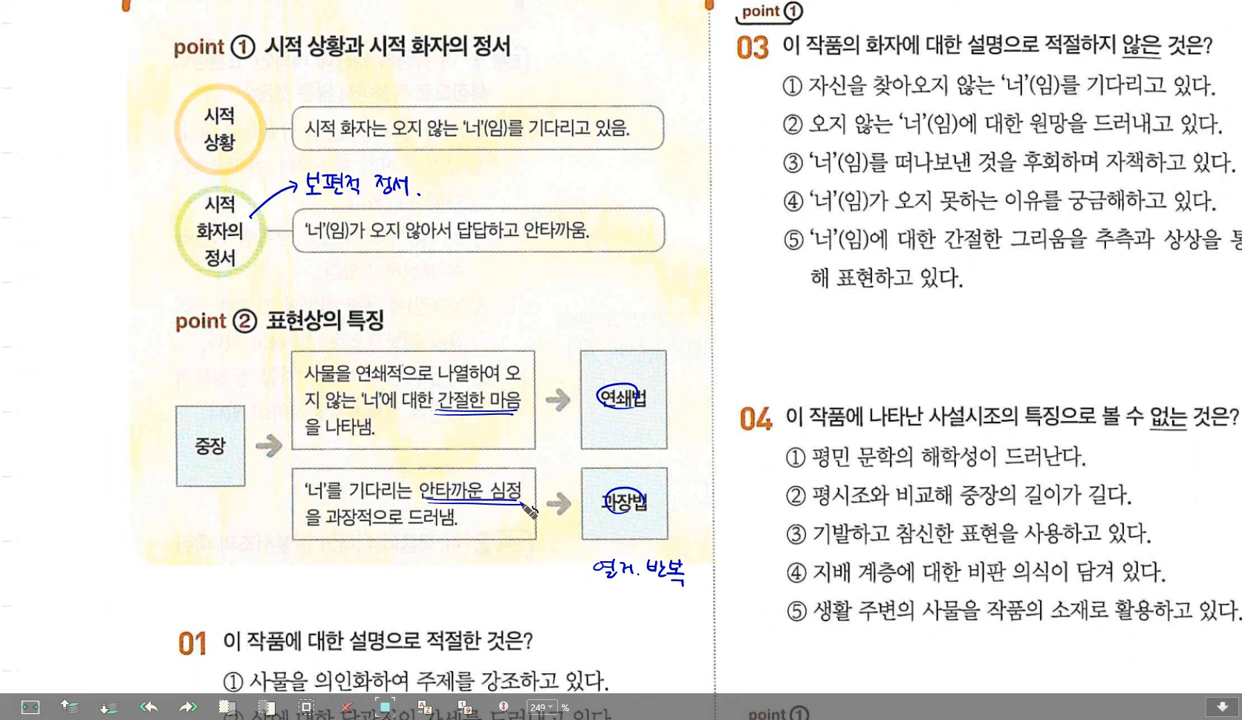 point ① 시적 상황과 시적 화자의 정서
시적
상황
시적 화자는 오지 않는 ‘너’(임)를 기다리고 있음.
보편적 정서.
시적
화자의
정서
‘너’(임)가 오지 않아서 답답하고 안타까움.
point ② 표현상의 특징
중장
사물을 연쇄적으로 나열하여 오
지 않는 ‘너’에 대한 간절한 마음
을 나타냄.
연쇄법
‘너’를 기다리는 안타까운 심정
을 과장적으로 드러냄.
과장법
열거. 반복
01 이 작품에 대한 설명으로 적절한 것은?
① 사물을 의인화하여 주제를 강조하고 있다.
point ①
03 이 작품의 화자에 대한 설명으로 적절하지 않은 것은?
① 자신을 찾아오지 않는 ‘너’(임)를 기다리고 있다.
② 오지 않는 ‘너’(임)에 대한 원망을 드러내고 있다.
③ ‘너’(임)를 떠나보낸 것을 후회하며 자책하고 있다.
④ ‘너’(임)가 오지 못하는 이유를 궁금해하고 있다.
⑤ ‘너’(임)에 대한 간절한 그리움을 추측과 상상을 통
해 표현하고 있다.
04 이 작품에 나타난 사설시조의 특징으로 볼 수 없는 것은?
① 평민 문학의 해학성이 드러난다.
② 평시조와 비교해 중장의 길이가 길다.
③ 기발하고 참신한 표현을 사용하고 있다.
④ 지배 계층에 대한 비판 의식이 담겨 있다.
⑤ 생활 주변의 사물을 작품의 소재로 활용하고 있다.
point ①
249 %